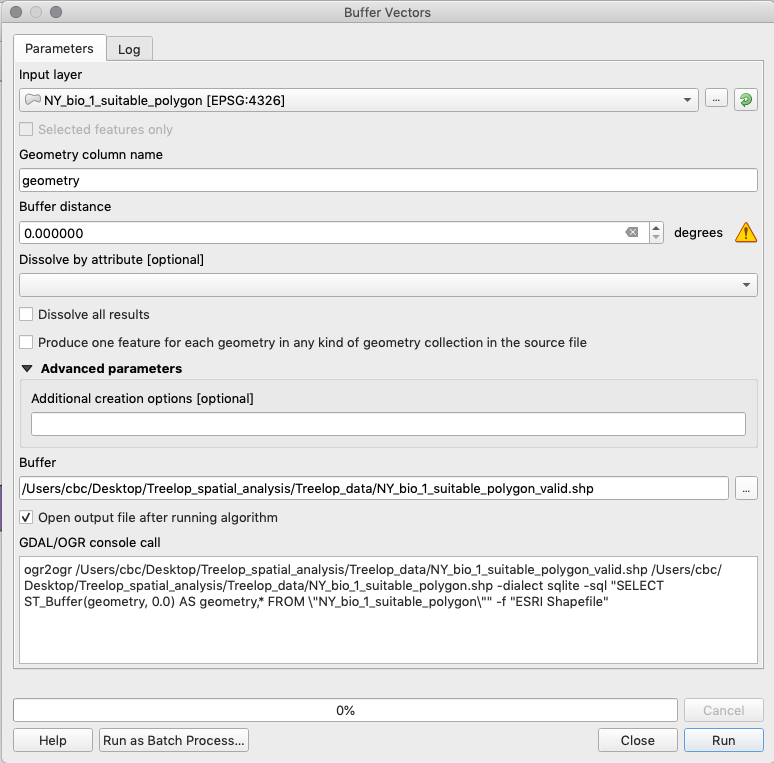 Buffer Vectors
Parameters
Log
Input layer
NY_bio_1_suitable_polygon [EPSG:4326]
...
Selected features only
Geometry column name
geometry
Buffer distance
0.000000
degrees
Dissolve by attribute [optional]
Dissolve all results
Produce one feature for each geometry in any kind of geometry collection in the source file
Advanced parameters
Additional creation options [optional]
Buffer
/Users/cbc/Desktop/Treelop_spatial_analysis/Treelop_data/NY_bio_1_suitable_polygon_valid.shp
...
Open output file after running algorithm
GDAL/OGR console call
ogr2ogr /Users/cbc/Desktop/Treelop_spatial_analysis/Treelop_data/NY_bio_1_suitable_polygon_valid.shp /Users/cbc/
Desktop/Treelop_spatial_analysis/Treelop_data/NY_bio_1_suitable_polygon.shp -dialect sqlite -sql "SELECT
ST_Buffer(geometry, 0.0) AS geometry,* FROM \"NY_bio_1_suitable_polygon\"" -f "ESRI Shapefile"
0%
Cancel
Help
Run as Batch Process...
Close
Run